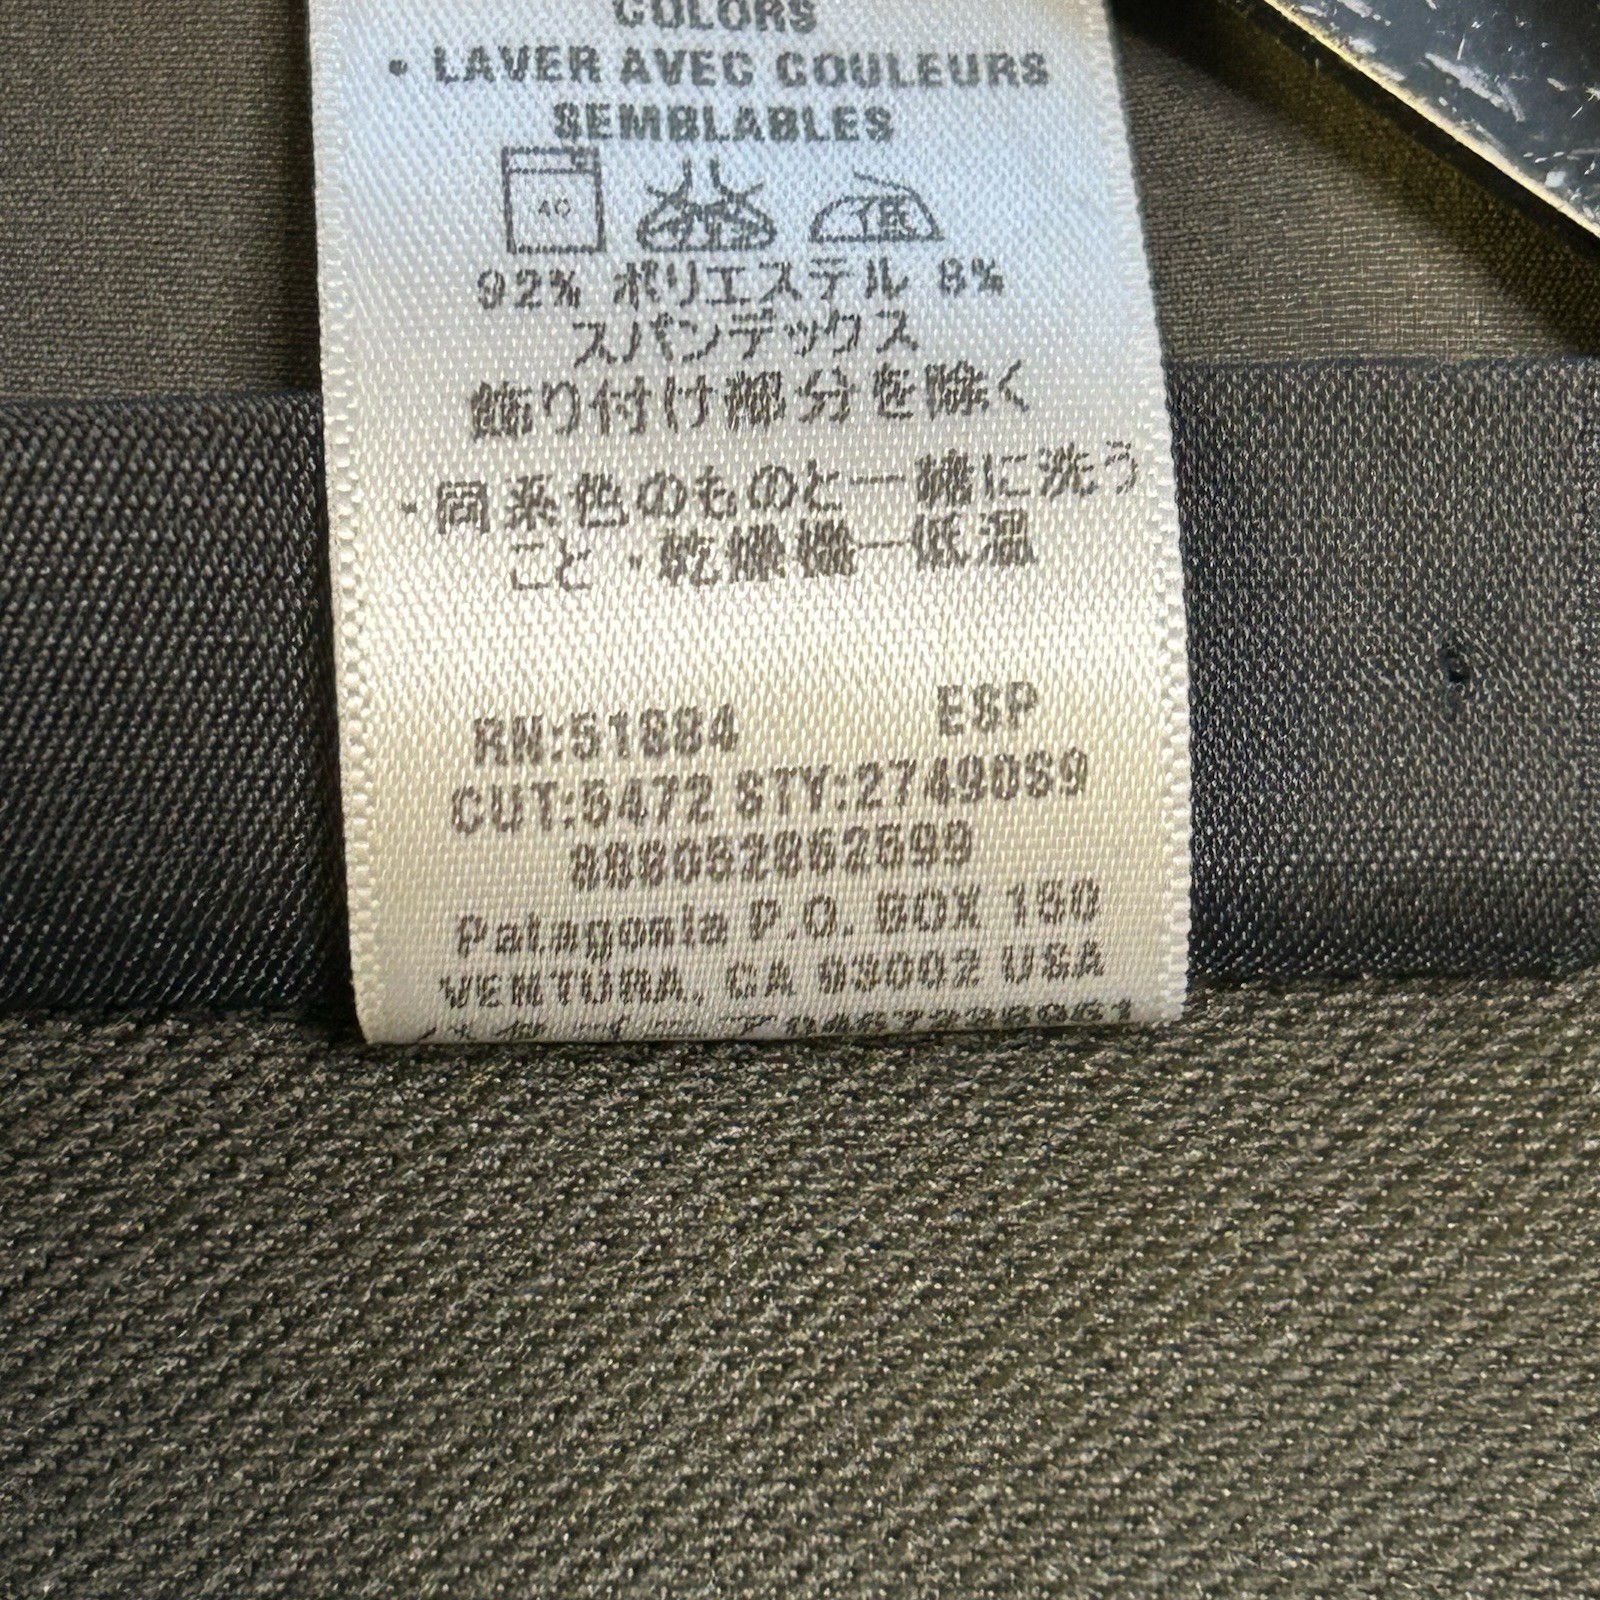 COLORS
• LAVER AVEC COULEURS
SEMBLABLES
40 低
92% ポリエステル 8%
スパンデックス
飾り付け部分を除く
・同系色のものと一緒に洗う
こと ・乾燥機ー低温
RN:51884 ESP
CUT:5472 STY:27490S9
Patagonia P.O. BOX 150
VENTURA, CA 93002 USA